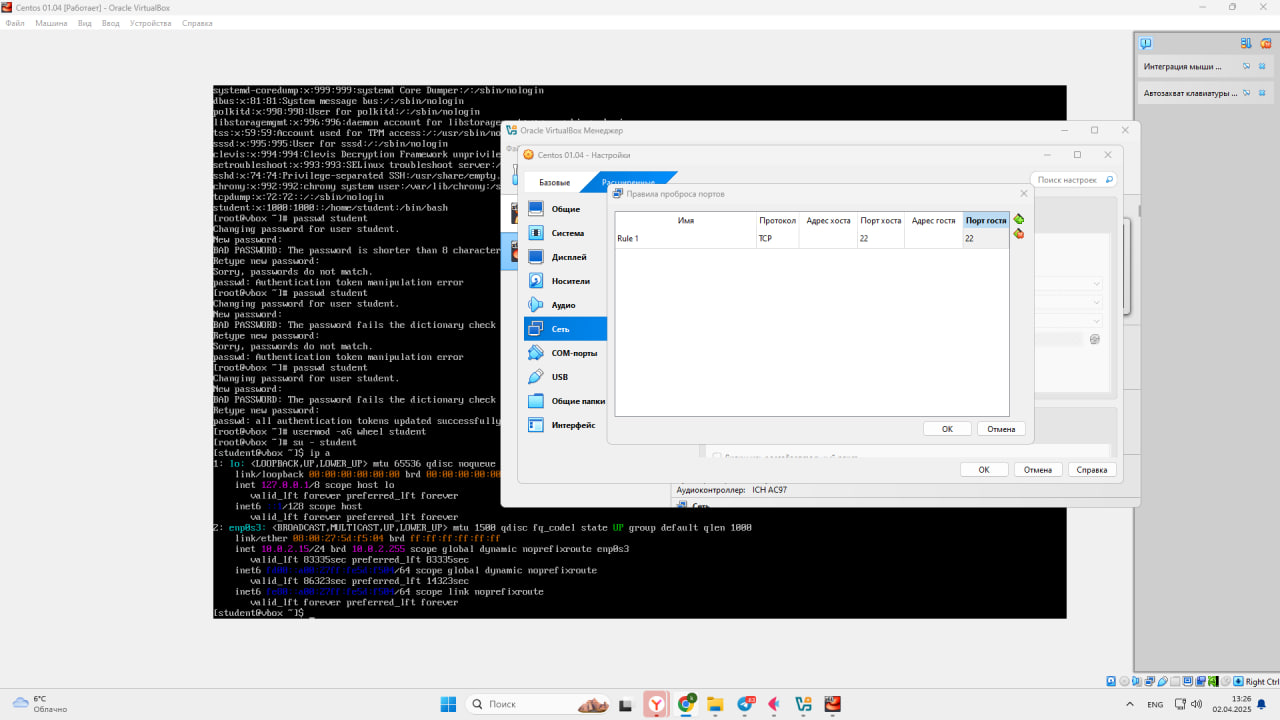 Centos 01.04 [Работает] - Oracle VirtualBox
Файл Машина Вид Ввод Устройства Справка
systemd-coredump:x:999:999:systemd Core Dumper:/:/sbin/nologin
dbus:x:81:81:System message bus:/:/sbin/nologin
polkitd:x:998:998:User for polkitd:/:/sbin/nologin
libstoragemgmt:x:996:996:daemon account for libstorage
tss:x:59:59:Account used for TPM access:/:/usr/sbin/no
sssd:x:995:995:User for sssd:/:/sbin/nologin
clevis:x:994:994:Clevis Decryption Framework unprivile
setroubleshoot:x:993:993:SELinux troubleshoot server:/
sshd:x:74:74:Privilege-separated SSH:/usr/share/empty.
chrony:x:992:992:chrony system user:/var/lib/chrony:/s
tcpdump:x:72:72::/:/sbin/nologin
student:x:1000:1000::/home/student:/bin/bash
[root@vbox ~]# passwd student
Changing password for user student.
New password:
BAD PASSWORD: The password is shorter than 8 character
Retype new password:
Sorry, passwords do not match.
passwd: Authentication token manipulation error
[root@vbox ~]# passwd student
Changing password for user student.
New password:
BAD PASSWORD: The password fails the dictionary check
Retype new password:
Sorry, passwords do not match.
passwd: Authentication token manipulation error
[root@vbox ~]# passwd student
Changing password for user student.
New password:
BAD PASSWORD: The password fails the dictionary check
Retype new password:
passwd: all authentication tokens updated successfully
[root@vbox ~]# usermod -aG wheel student
[root@vbox ~]# su - student
[student@vbox ~]$ ip a
1: lo: <LOOPBACK,UP,LOWER_UP> mtu 65536 qdisc noqueue
link/loopback 00:00:00:00:00:00 brd 00:00:00:00:00
inet 127.0.0.1/8 scope host lo
valid_lft forever preferred_lft forever
inet6 ::1/128 scope host
valid_lft forever preferred_lft forever
2: enp0s3: <BROADCAST,MULTICAST,UP,LOWER_UP> mtu 1500 qdisc fq_codel state UP group default qlen 1000
link/ether 08:00:27:5d:f5:04 brd ff:ff:ff:ff:ff:ff
inet 10.0.2.15/24 brd 10.0.2.255 scope global dynamic noprefixroute enp0s3
valid_lft 83335sec preferred_lft 83335sec
inet6 /64 scope global dynamic noprefixroute
valid_lft 86323sec preferred_lft 14323sec
inet6 /64 scope link noprefixroute
valid_lft forever preferred_lft forever
[student@vbox ~]$ _
Oracle VirtualBox Менеджер
Centos 01.04 - Настройки
Базовые Расширенные
Поиск настроек
Общие
Система
Дисплей
Носители
Аудио
Сеть
COM-порты
USB
Общие папки
Интерфейс
Правила проброса портов
Имя Протокол Адрес хоста Порт хоста Адрес гостя Порт гостя
Rule 1 TCP 22 22
OK Отмена
OK Отмена Справка
Аудиоконтроллер: ICH AC97
Сеть
Интеграция мыши ...
Автозахват клавиатуры ...
Right Ctrl
6°C
Облачно
Поиск
ENG
13:26
02.04.2025